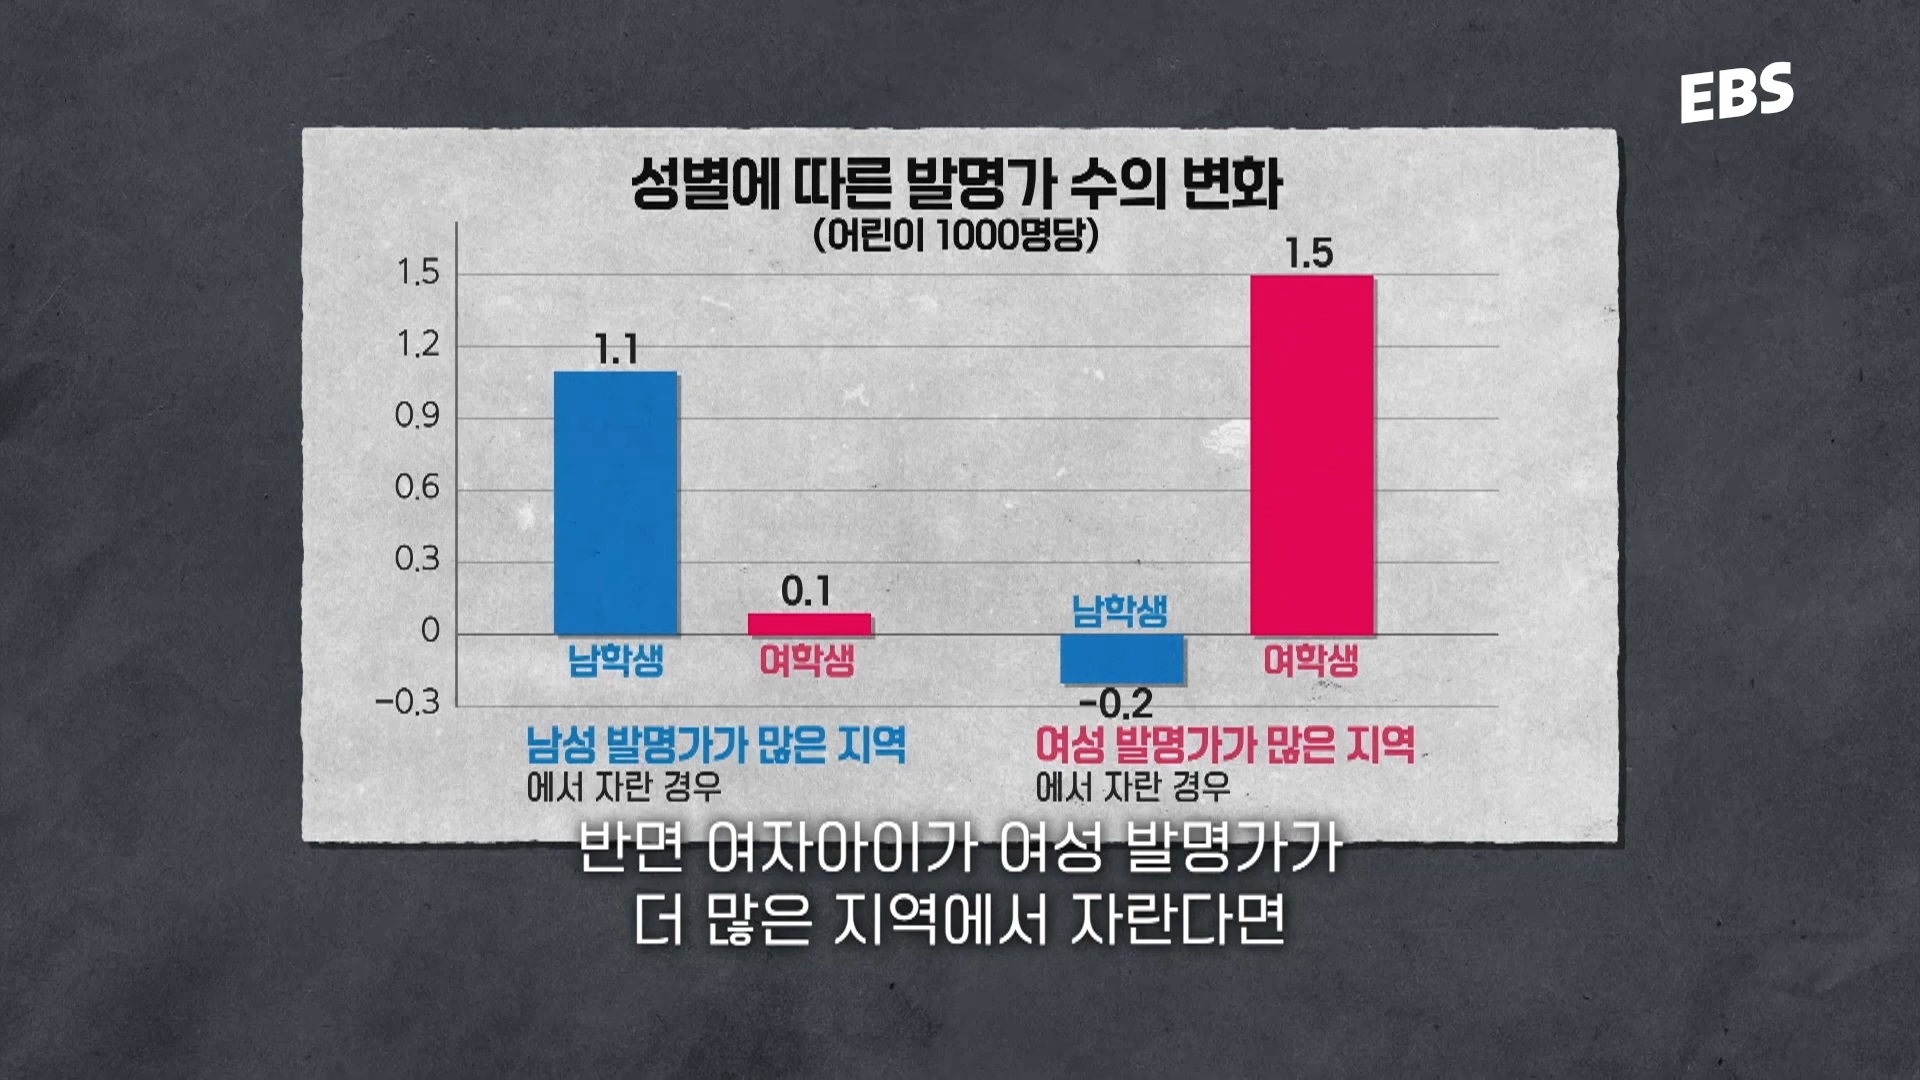 EBS
성별에 따른 발명가 수의 변화
(어린이 1000명당)
1.5
1.2
0.9
0.6
0.3
0
-0.3
1.1
0.1
-0.2
1.5
남학생
여학생
남학생
여학생
남성 발명가가 많은 지역
에서 자란 경우
여성 발명가가 많은 지역
에서 자란 경우
반면 여자아이가 여성 발명가가
더 많은 지역에서 자란다면